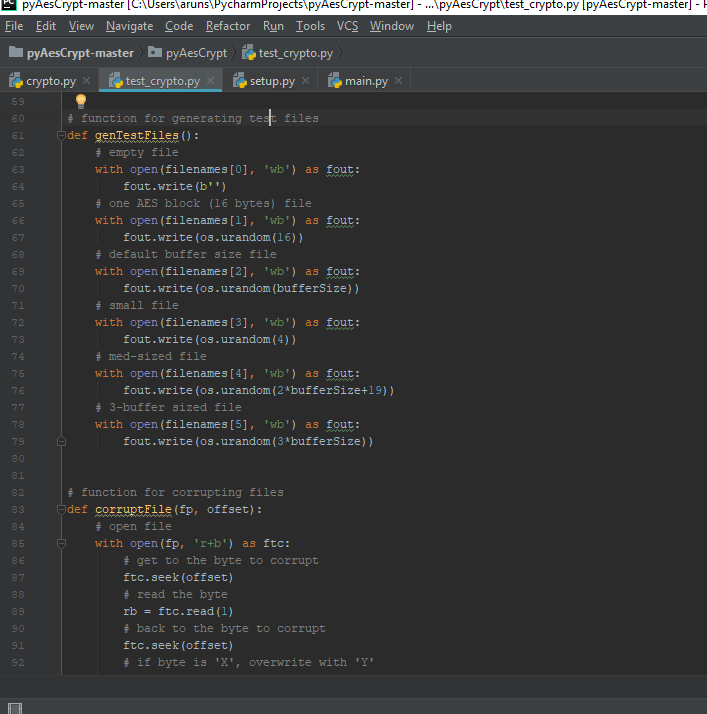 PC pyAesCrypt-master [C:\Users\aruns\PycharmProjects\pyAesCrypt-master] - ...\pyAesCrypt\test_crypto.py [pyAesCrypt-master] -
File Edit View Navigate Code Refactor Run Tools VCS Window Help
pyAesCrypt-master pyAesCrypt test_crypto.py
crypto.py test_crypto.py setup.py main.py
59
60 # function for generating test files
61 def genTestFiles():
62 # empty file
63 with open(filenames[0], 'wb') as fout:
64 fout.write(b'')
65 # one AES block (16 bytes) file
66 with open(filenames[1], 'wb') as fout:
67 fout.write(os.urandom(16))
68 # default buffer size file
69 with open(filenames[2], 'wb') as fout:
70 fout.write(os.urandom(bufferSize))
71 # small file
72 with open(filenames[3], 'wb') as fout:
73 fout.write(os.urandom(4))
74 # med-sized file
75 with open(filenames[4], 'wb') as fout:
76 fout.write(os.urandom(2*bufferSize+19))
77 # 3-buffer sized file
78 with open(filenames[5], 'wb') as fout:
79 fout.write(os.urandom(3*bufferSize))
80
81
82 # function for corrupting files
83 def corruptFile(fp, offset):
84 # open file
85 with open(fp, 'r+b') as ftc:
86 # get to the byte to corrupt
87 ftc.seek(offset)
88 # read the byte
89 rb = ftc.read(1)
90 # back to the byte to corrupt
91 ftc.seek(offset)
92 # if byte is 'X', overwrite with 'Y'